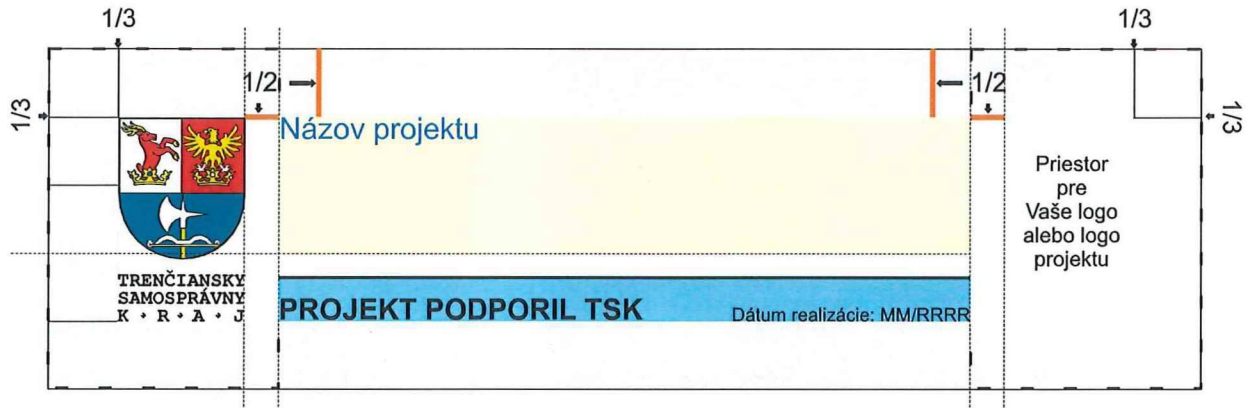 1/3
1/3
1/3
1/2
1/2
1/3
Názov projektu
Priestor
pre
Vaše logo
alebo logo
projektu
TRENČIANSKY
SAMOSPRÁVNY
K • R • A • J
PROJEKT PODPORIL TSK
Dátum realizácie: MM/RRRR